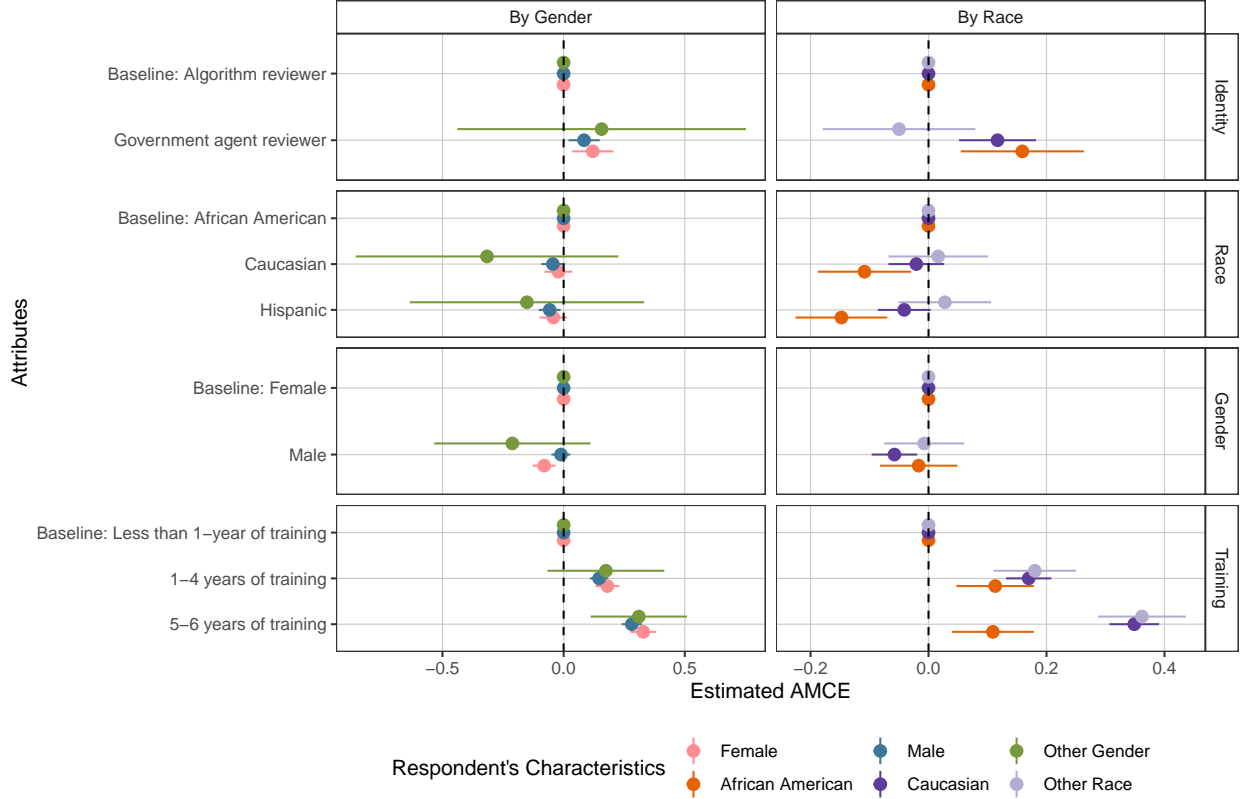 By Gender
By Race
Attributes
Baseline: Algorithm reviewer
Government agent reviewer
Identity
Baseline: African American
Caucasian
Hispanic
Race
Baseline: Female
Male
Gender
Baseline: Less than 1−year of training
1−4 years of training
5−6 years of training
Training
−0.5 0.0 0.5
−0.2 0.0 0.2 0.4
Estimated AMCE
Respondent's Characteristics
Female Male Other Gender
African American Caucasian Other Race